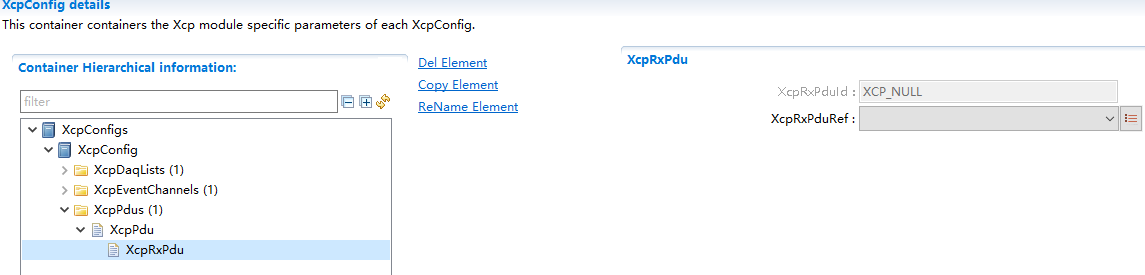 XcpConfig details
This container containers the Xcp module specific parameters of each XcpConfig.
Container Hierarchical information:
filter
XcpConfigs
XcpConfig
XcpDaqLists (1)
XcpEventChannels (1)
XcpPdus (1)
XcpPdu
XcpRxPdu
Del Element
Copy Element
ReName Element
XcpRxPdu
XcpRxPduId : XCP_NULL
XcpRxPduRef :